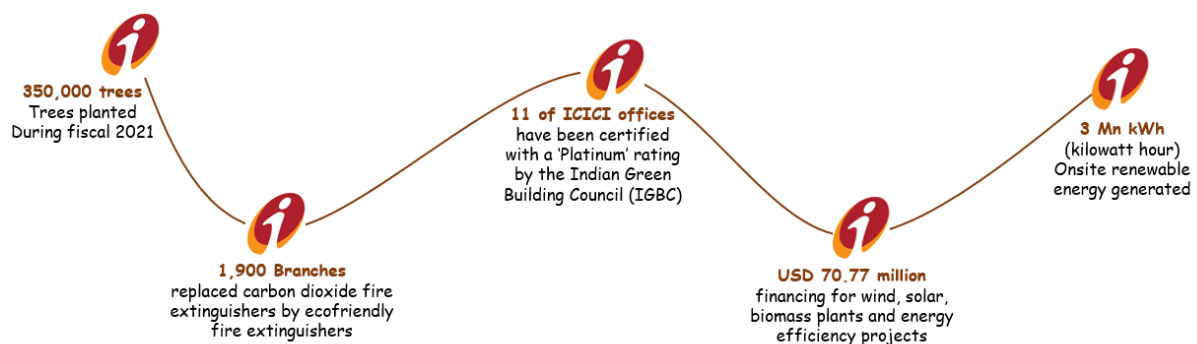 350,000 trees
Trees planted
During fiscal 2021
1,900 Branches
replaced carbon dioxide fire
extinguishers by ecofriendly
fire extinguishers
11 of ICICI offices
have been certified
with a ‘Platinum’ rating
by the Indian Green
Building Council (IGBC)
USD 70.77 million
financing for wind, solar,
biomass plants and energy
efficiency projects
3 Mn kWh
(kilowatt hour)
Onsite renewable
energy generated